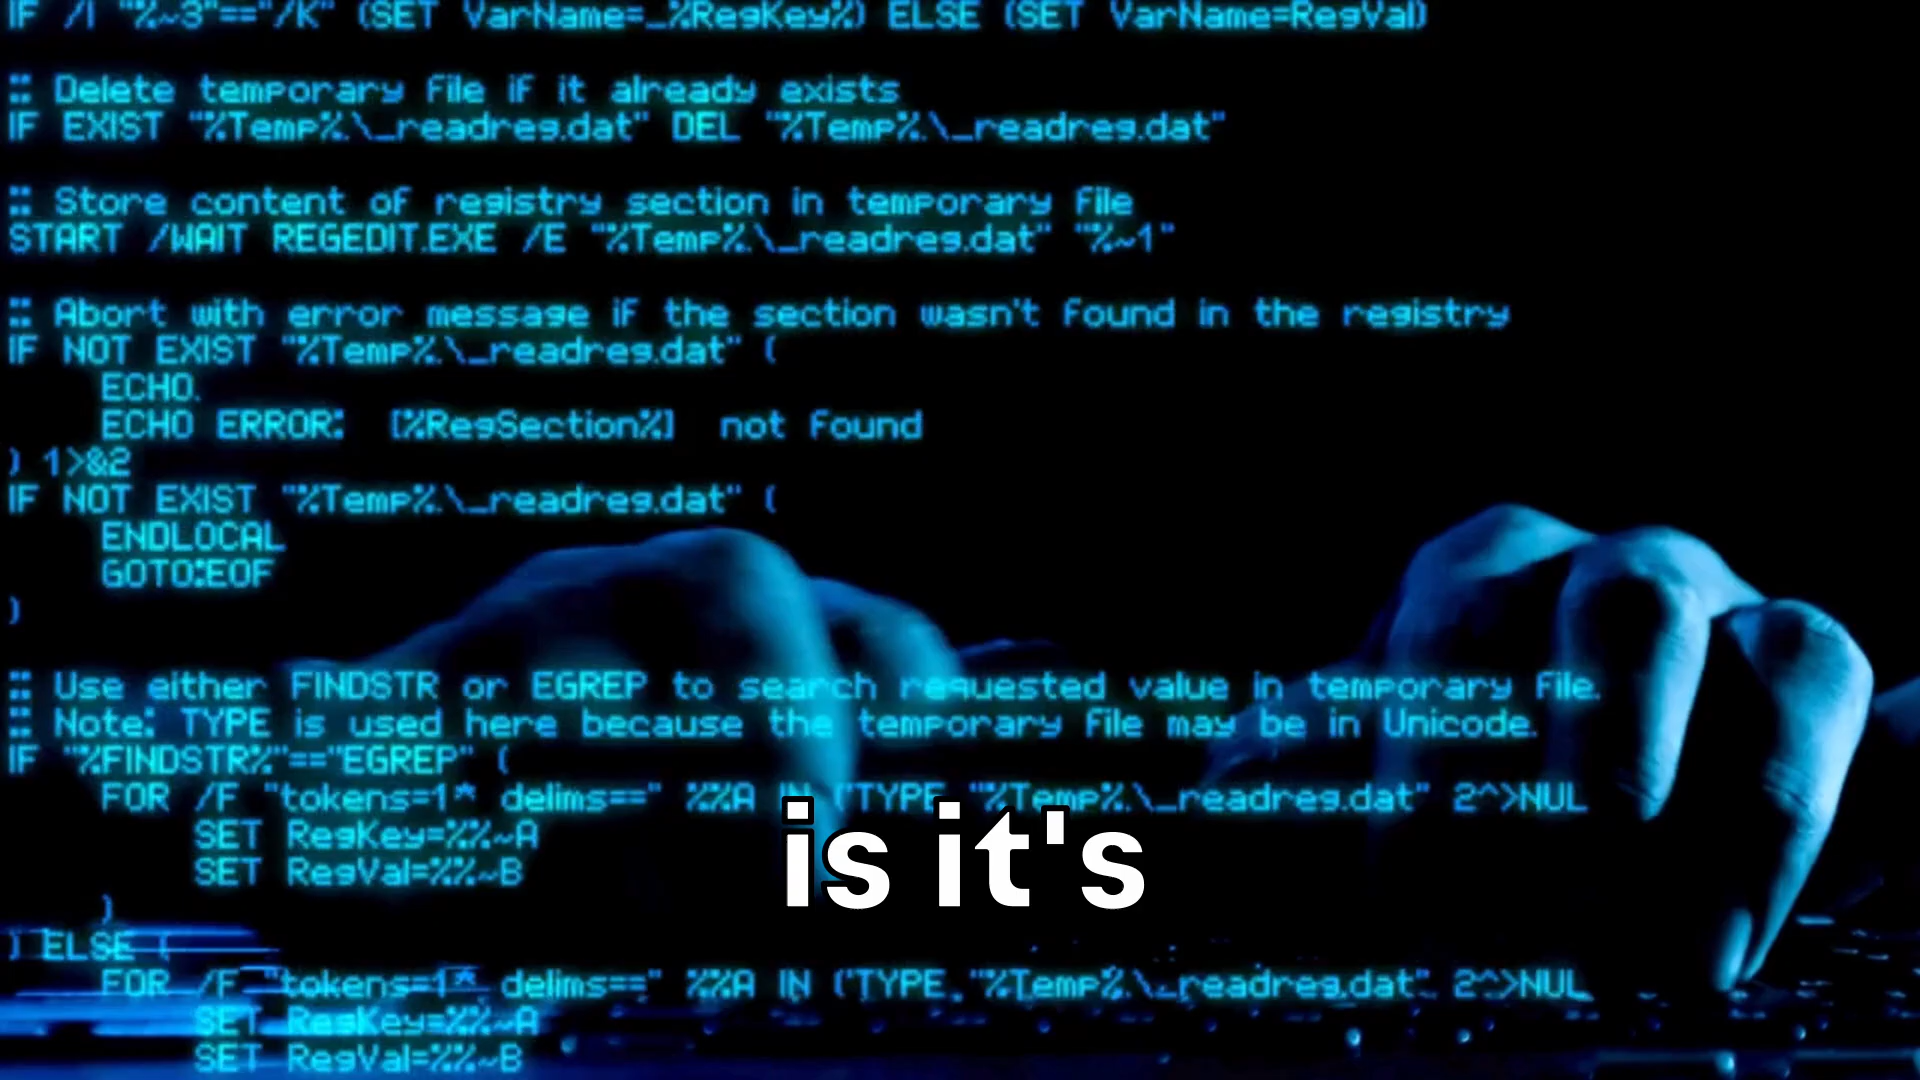 IF /I "%~3"=="/K" (SET VarName=_%RegKey%) ELSE (SET VarName=RegVal)
:: Delete temporary file if it already exists
IF EXIST "%Temp%.\_readreg.dat" DEL "%Temp%.\_readreg.dat"
:: Store content of registry section in temporary file
START /WAIT REGEDIT.EXE /E "%Temp%.\_readreg.dat" "%~1"
:: Abort with error message if the section wasn't found in the registry
IF NOT EXIST "%Temp%.\_readreg.dat" (
ECHO.
ECHO ERROR:  [%RegSection%]  not found
) 1>&2
IF NOT EXIST "%Temp%.\_readreg.dat" (
ENDLOCAL
GOTO:EOF
)
:: Use either FINDSTR or EGREP to search requested value in temporary file.
:: Note: TYPE is used here because the temporary file may be in Unicode.
IF "%FINDSTR%"=="EGREP" (
FOR /F "tokens=1* delims==" %%A IN ('TYPE "%Temp%.\_readreg.dat" 2^>NUL
SET RegKey=%%~A
SET RegVal=%%~B
)
is it's
) ELSE (
FOR /F "tokens=1* delims==" %%A IN ('TYPE "%Temp%.\_readreg.dat" 2^>NUL
SET RegKey=%%~A
SET RegVal=%%~B